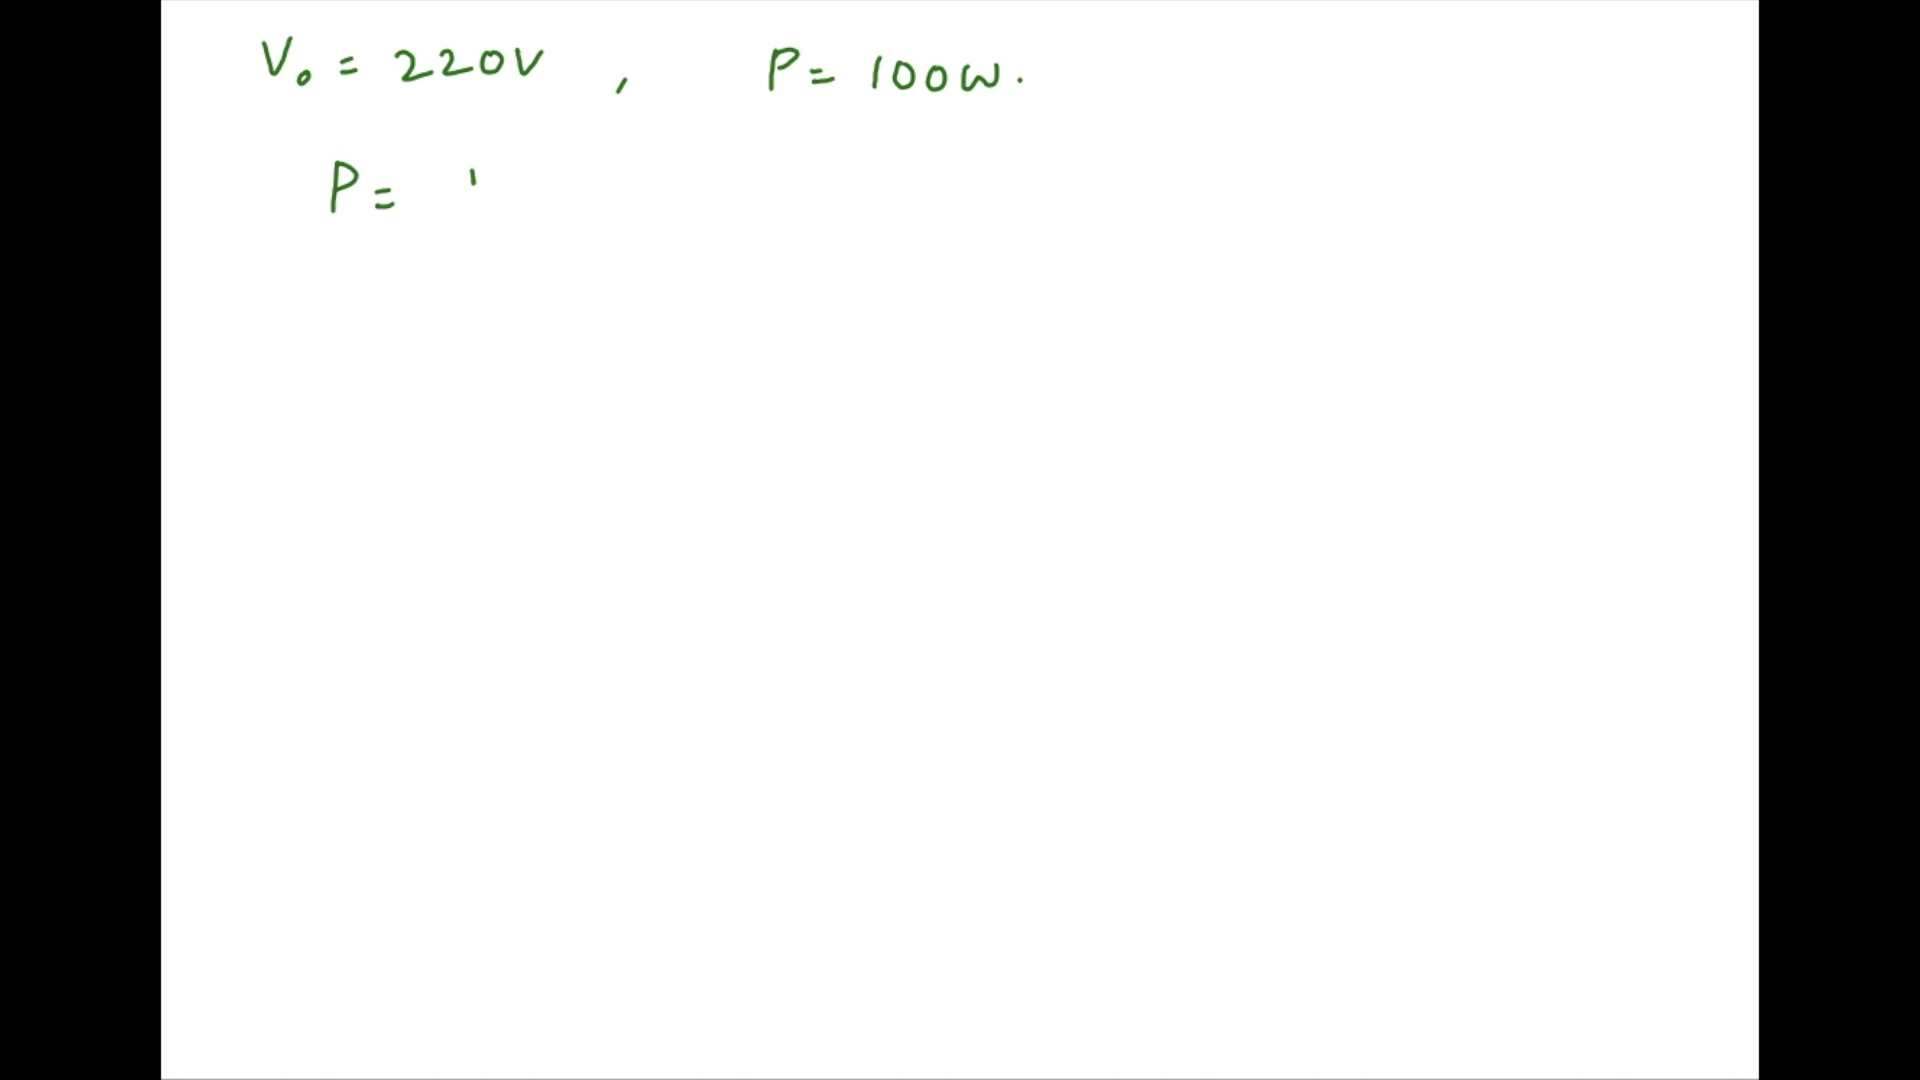 V₀ = 220V , P = 100W.
P =